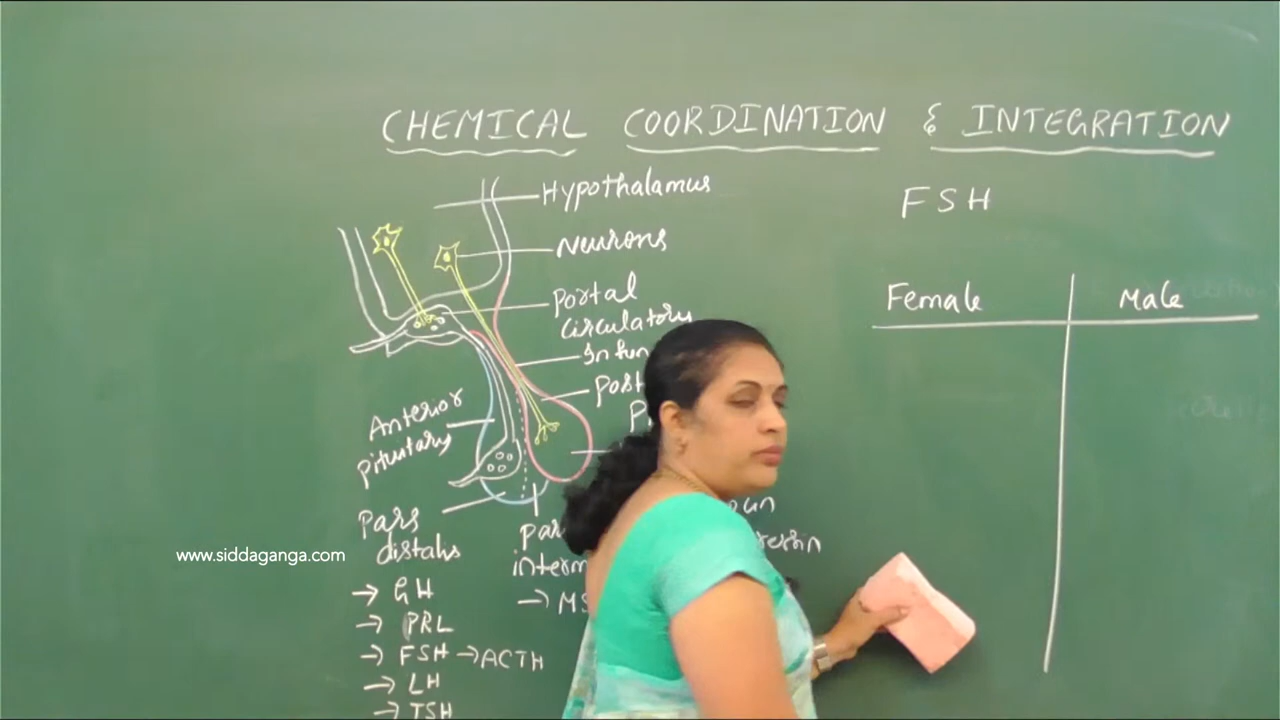 CHEMICAL COORDINATION & INTEGRATION
Hypothalamus
Neurons
Portal
circulatory
Anterior
pituitary
Pars
distalis
→ GH
→ PRL
→ FSH → ACTH
→ LH
→ TSH
FSH
Female Male
www.siddaganga.com